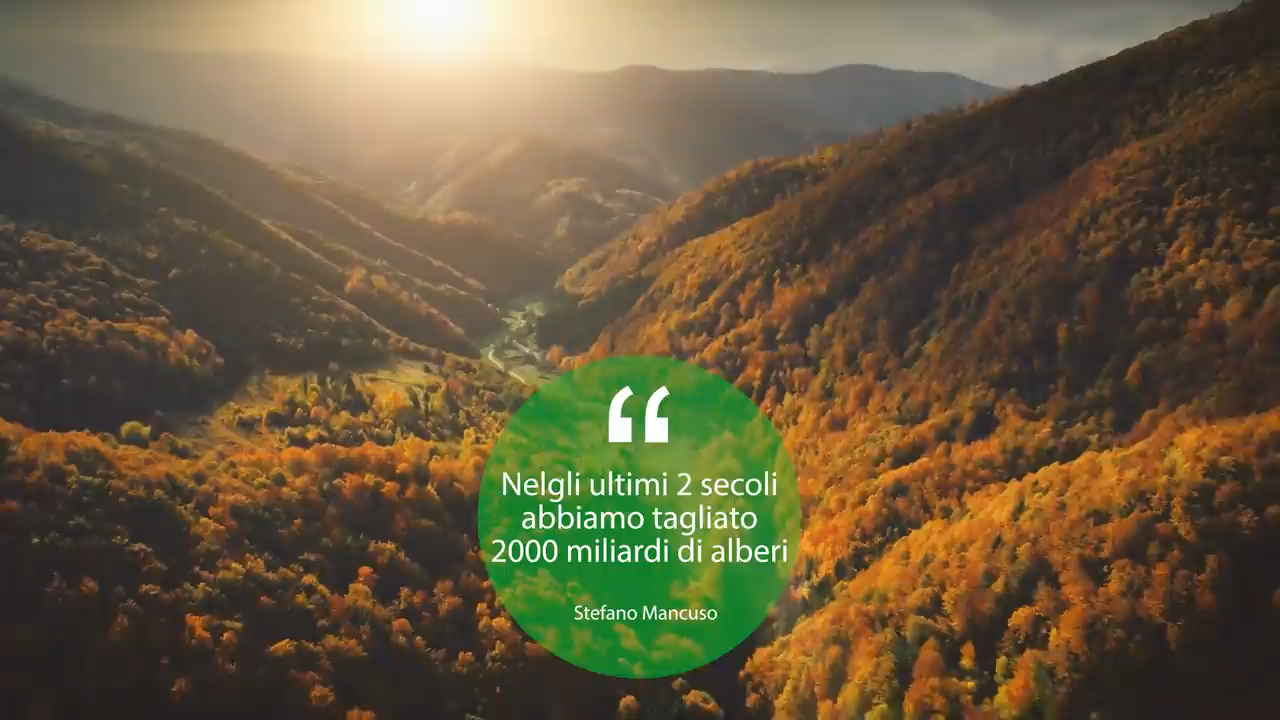 “
Nelgli ultimi 2 secoli
abbiamo tagliato
2000 miliardi di alberi
Stefano Mancuso